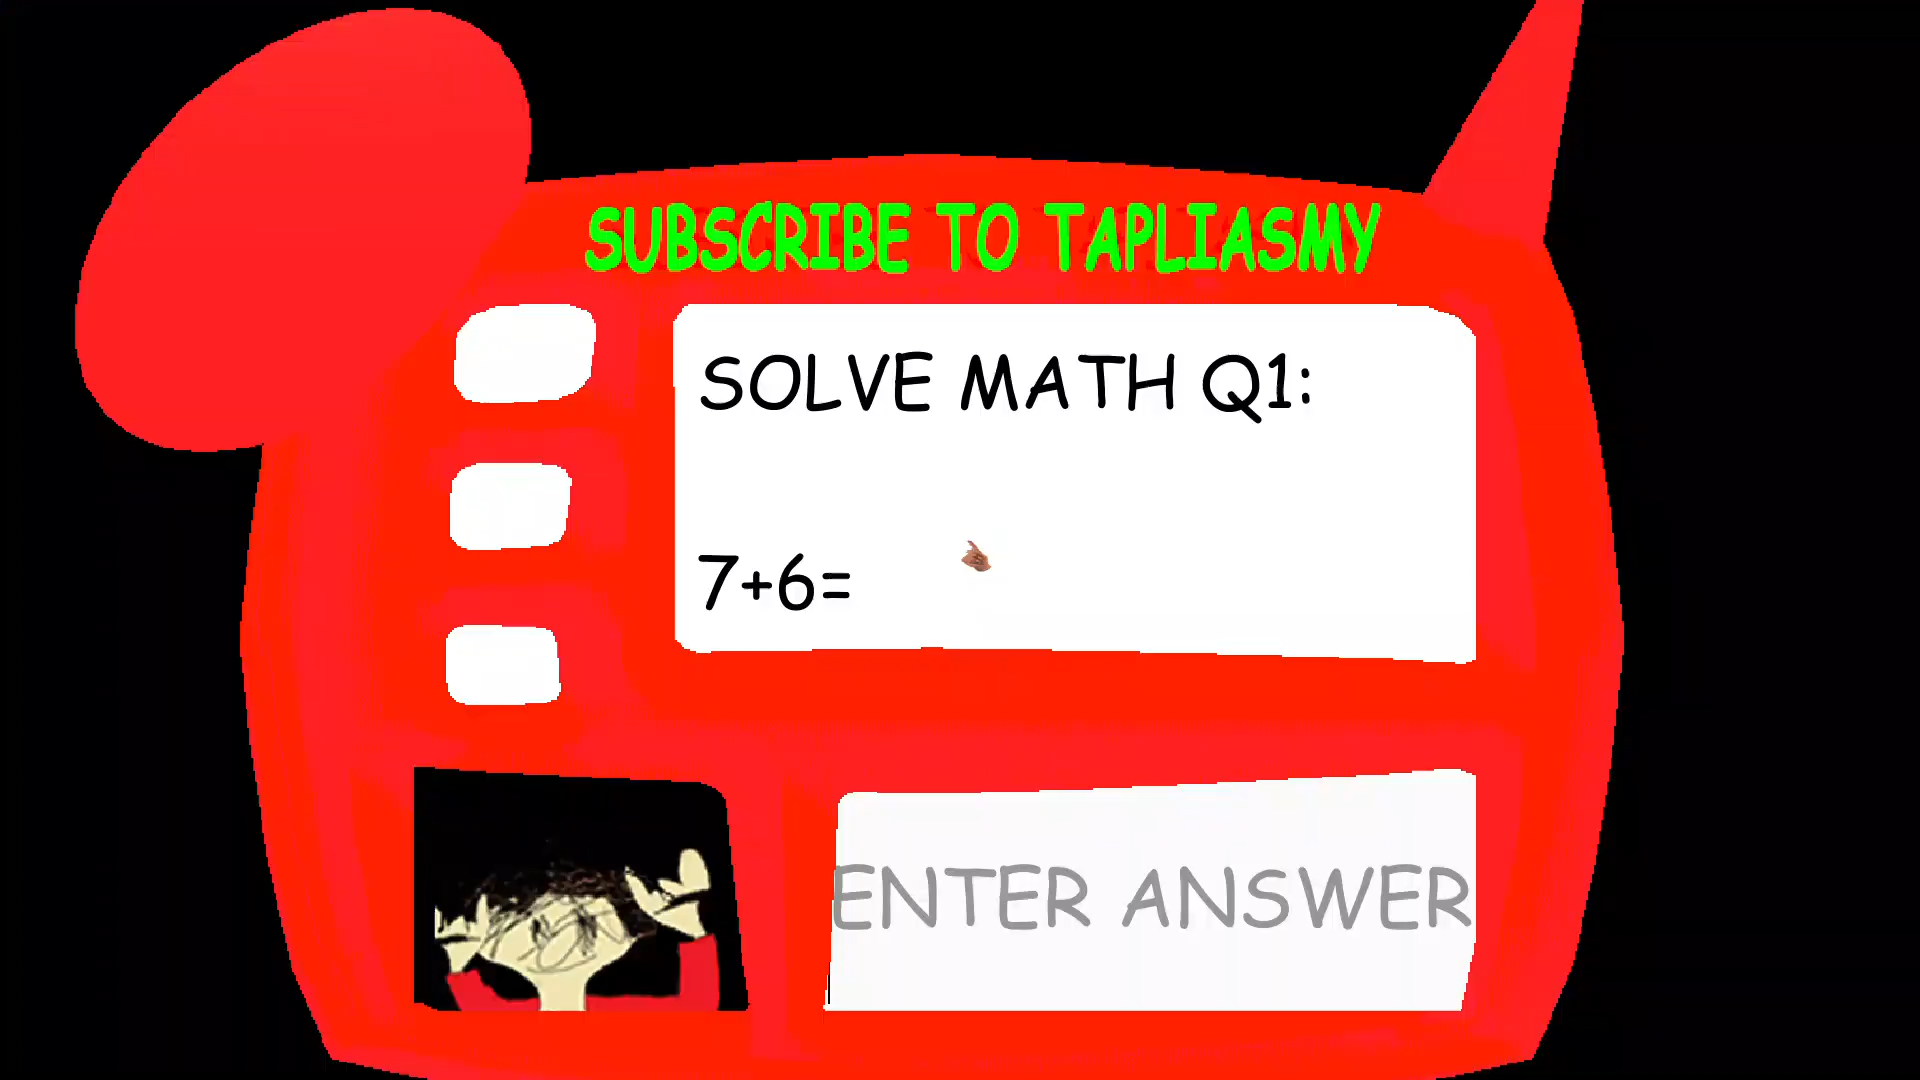 SUBSCRIBE TO TAPLIASMY
SOLVE MATH Q1:
7+6=
ENTER ANSWER